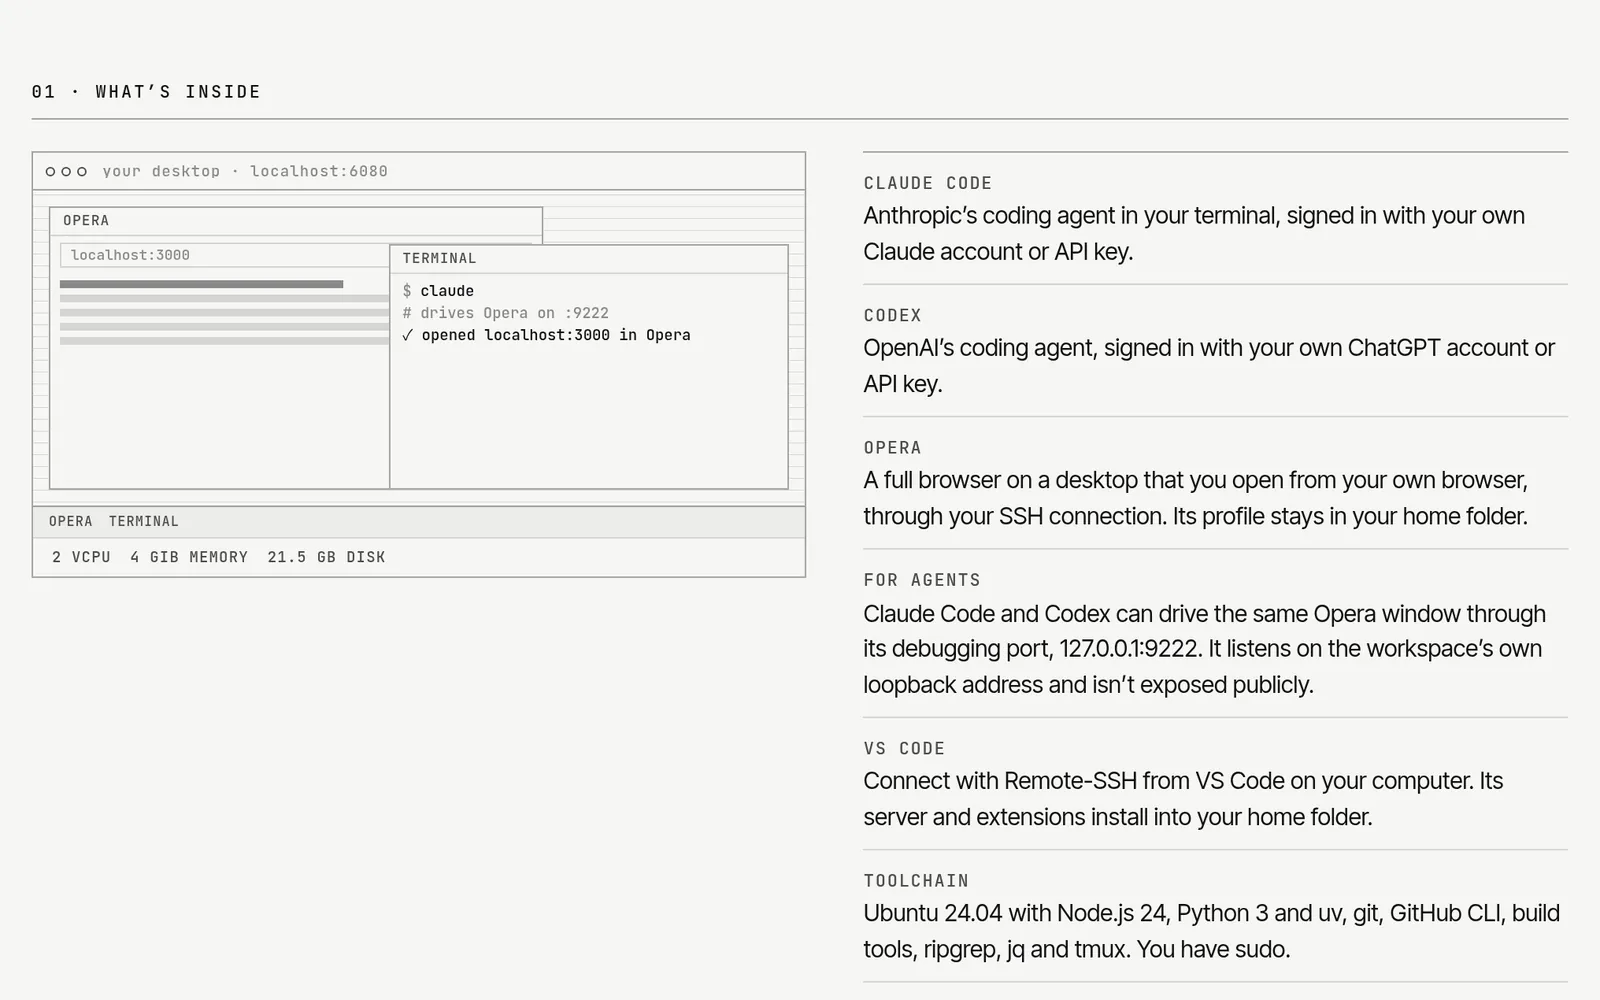 01 · WHAT’S INSIDE
your desktop · localhost:6080
OPERA
localhost:3000
TERMINAL
$ claude
# drives Opera on :9222
✓ opened localhost:3000 in Opera
OPERA TERMINAL
2 VCPU 4 GIB MEMORY 21.5 GB DISK
CLAUDE CODE
Anthropic’s coding agent in your terminal, signed in with your own
Claude account or API key.
CODEX
OpenAI’s coding agent, signed in with your own ChatGPT account or
API key.
OPERA
A full browser on a desktop that you open from your own browser,
through your SSH connection. Its profile stays in your home folder.
FOR AGENTS
Claude Code and Codex can drive the same Opera window through
its debugging port, 127.0.0.1:9222. It listens on the workspace’s own
loopback address and isn’t exposed publicly.
VS CODE
Connect with Remote-SSH from VS Code on your computer. Its
server and extensions install into your home folder.
TOOLCHAIN
Ubuntu 24.04 with Node.js 24, Python 3 and uv, git, GitHub CLI, build
tools, ripgrep, jq and tmux. You have sudo.